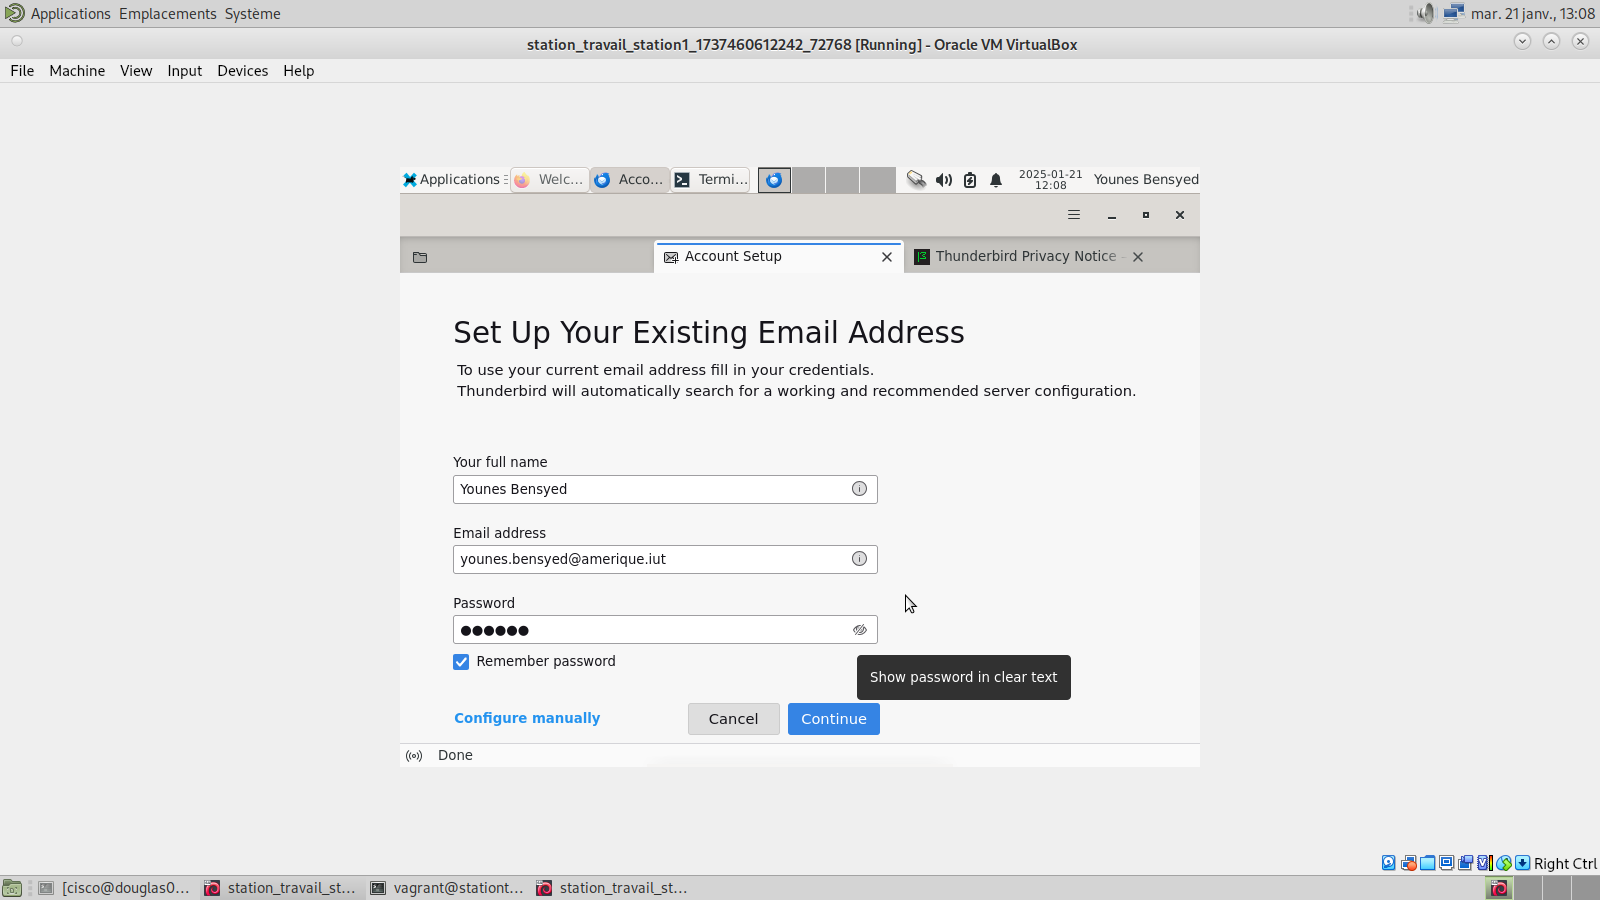 Applications Emplacements Système mar. 21 janv., 13:08
station_travail_station1_1737460612242_72768 [Running] - Oracle VM VirtualBox
File Machine View Input Devices Help
Applications Welc... Acco... Termi... 2025-01-21 12:08 Younes Bensyed
Account Setup Thunderbird Privacy Notice -
Set Up Your Existing Email Address
To use your current email address fill in your credentials.
Thunderbird will automatically search for a working and recommended server configuration.
Your full name
Younes Bensyed
Email address
younes.bensyed@amerique.iut
Password
●●●●●●
Remember password
Show password in clear text
Configure manually Cancel Continue
Done
Right Ctrl
[cisco@douglas0... station_travail_st... vagrant@stationt... station_travail_st...